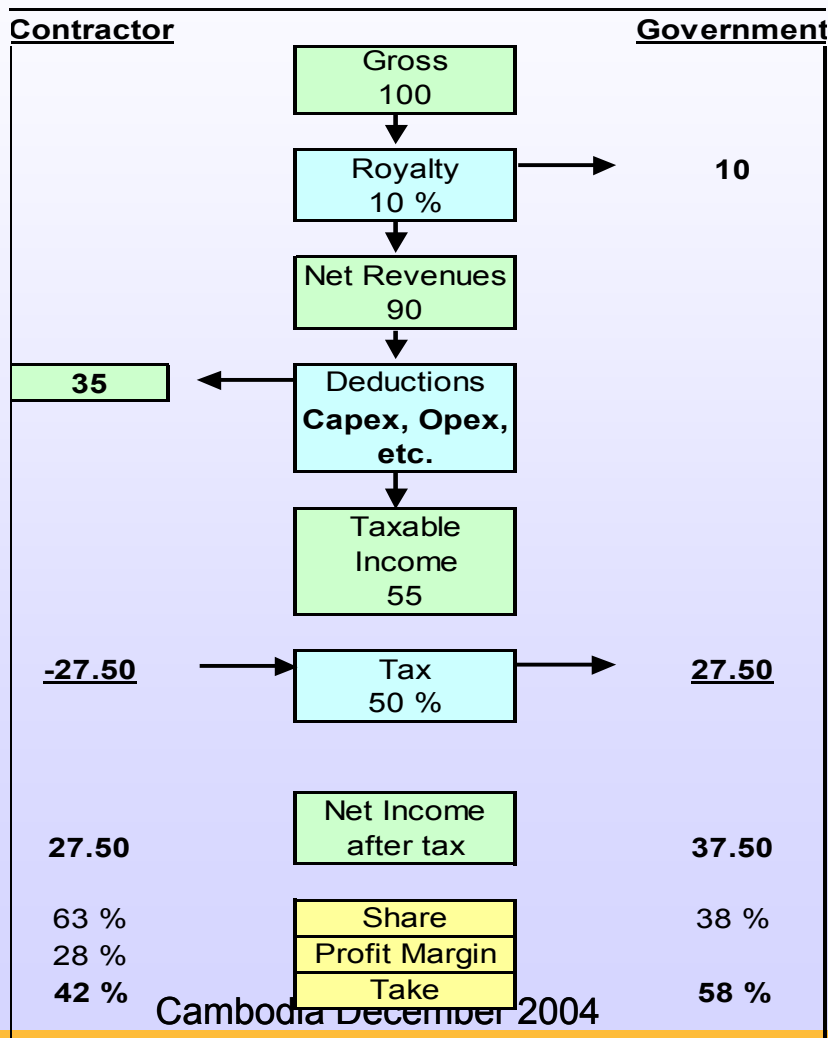 Contractor Government
Gross
100
Royalty
10 %
10
Net Revenues
90
35
Deductions
Capex, Opex,
etc.
Taxable
Income
55
-27.50
Tax
50 %
27.50
Net Income
after tax
27.50
37.50
63 % Share 38 %
28 % Profit Margin
42 % Take 58 %
Cambodia December 2004